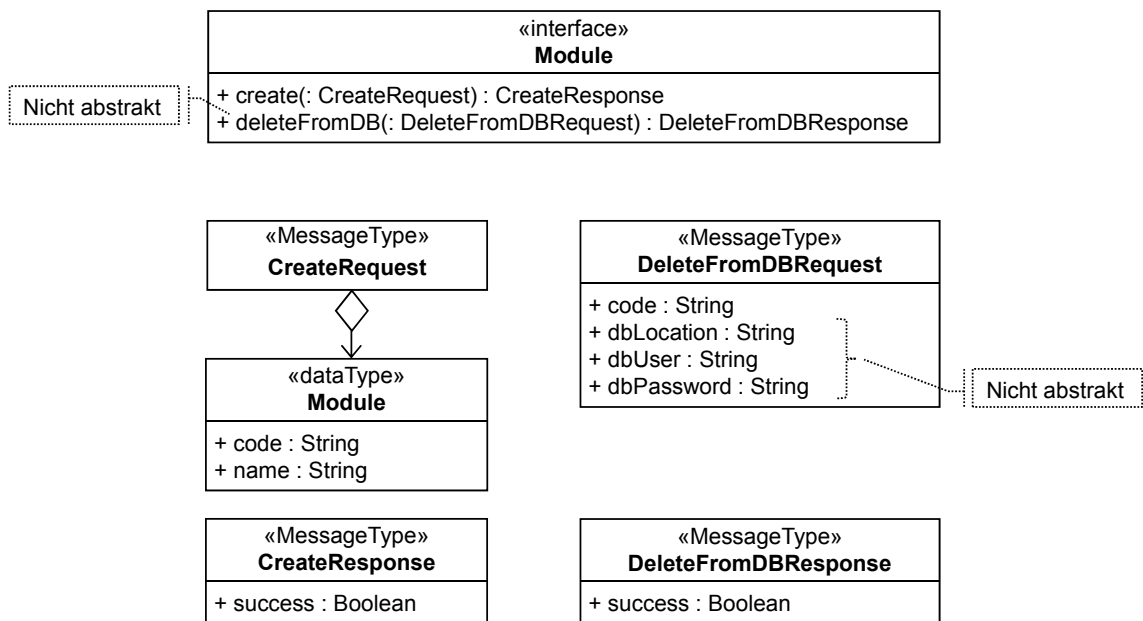 «interface»
Module
Nicht abstrakt
+ create(: CreateRequest) : CreateResponse
+ deleteFromDB(: DeleteFromDBRequest) : DeleteFromDBResponse
«MessageType»
CreateRequest
«dataType»
Module
+ code : String
+ name : String
«MessageType»
DeleteFromDBRequest
+ code : String
+ dbLocation : String
+ dbUser : String
+ dbPassword : String
Nicht abstrakt
«MessageType»
CreateResponse
+ success : Boolean
«MessageType»
DeleteFromDBResponse
+ success : Boolean